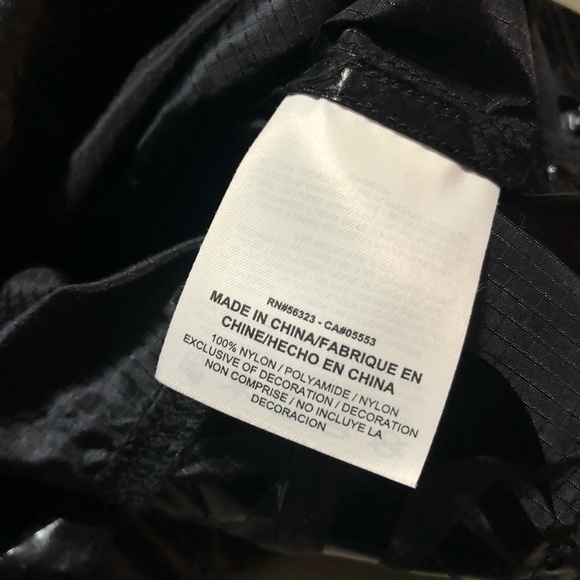 RN#56323 - CA#05553
MADE IN CHINA/FABRIQUE EN
CHINE/HECHO EN CHINA
100% NYLON / POLYAMIDE / NYLON
EXCLUSIVE OF DECORATION / DECORATION
NON COMPRISE / NO INCLUYE LA
DECORACION